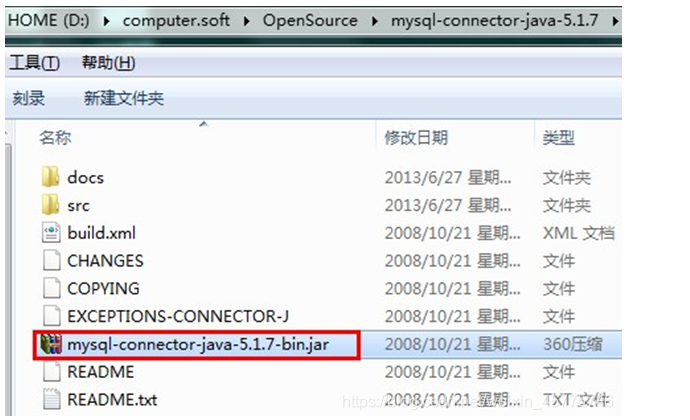 HOME (D:) computer.soft OpenSource mysql-connector-java-5.1.7
工具(T) 帮助(H)
刻录 新建文件夹
名称 修改日期 类型
docs 2013/6/27 星期... 文件夹
src 2013/6/27 星期... 文件夹
build.xml 2008/10/21 星期... XML 文档
CHANGES 2008/10/21 星期... 文件
COPYING 2008/10/21 星期... 文件
EXCEPTIONS-CONNECTOR-J 2008/10/21 星期... 文件
mysql-connector-java-5.1.7-bin.jar 2008/10/21 星期... 360压缩
README 2008/10/21 星期... 文件
README.txt 2008/10/21 星期... TXT 文件